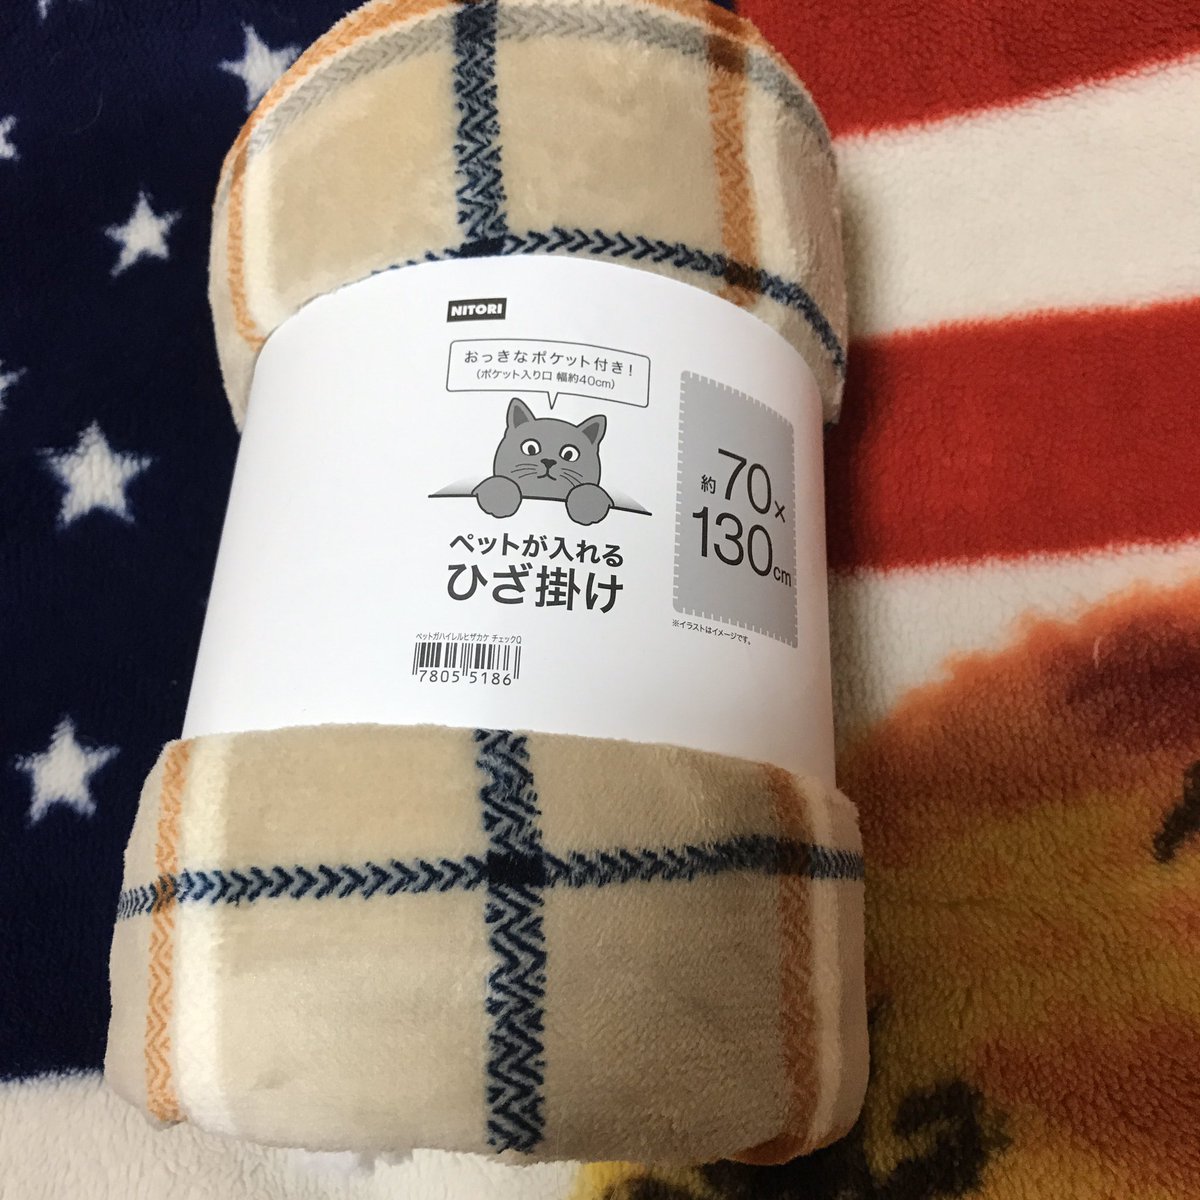 NITORI
おっきなポケット付き!
(ポケット入り口 幅約40cm)
ペットが入れる
ひざ掛け
ペットガハイレルヒザカケ チェックQ
7805 5186
約70×
130cm
※イラストはイメージです。